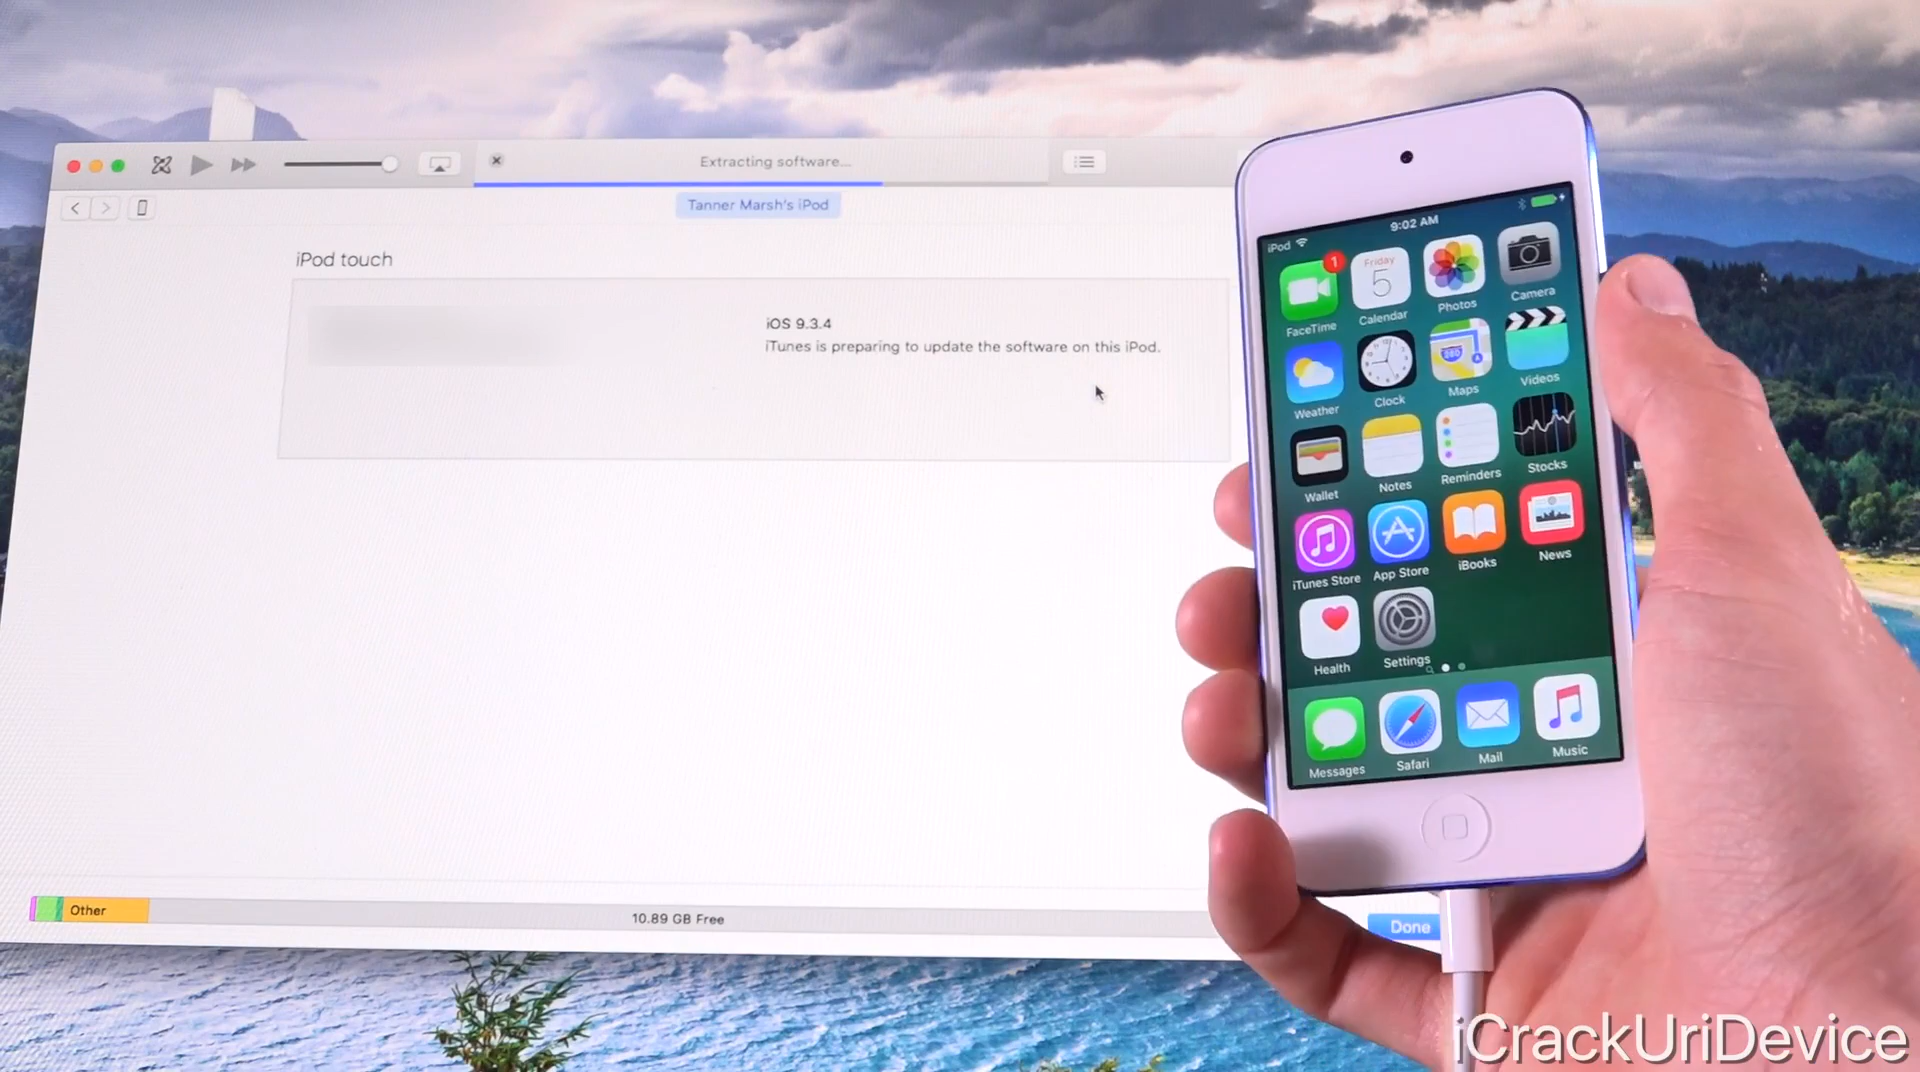 Extracting software...
Tanner Marsh's iPod
iPod touch
iOS 9.3.4
iTunes is preparing to update the software on this iPod.
Other
10.89 GB Free
Done
iPod
9:02 AM
1
Friday
5
FaceTime
Calendar
Photos
Camera
280
Weather
Clock
Maps
Videos
Wallet
Notes
Reminders
Stocks
iTunes Store
App Store
iBooks
News
Health
Settings
Messages
Safari
Mail
Music
iCrackUriDevice